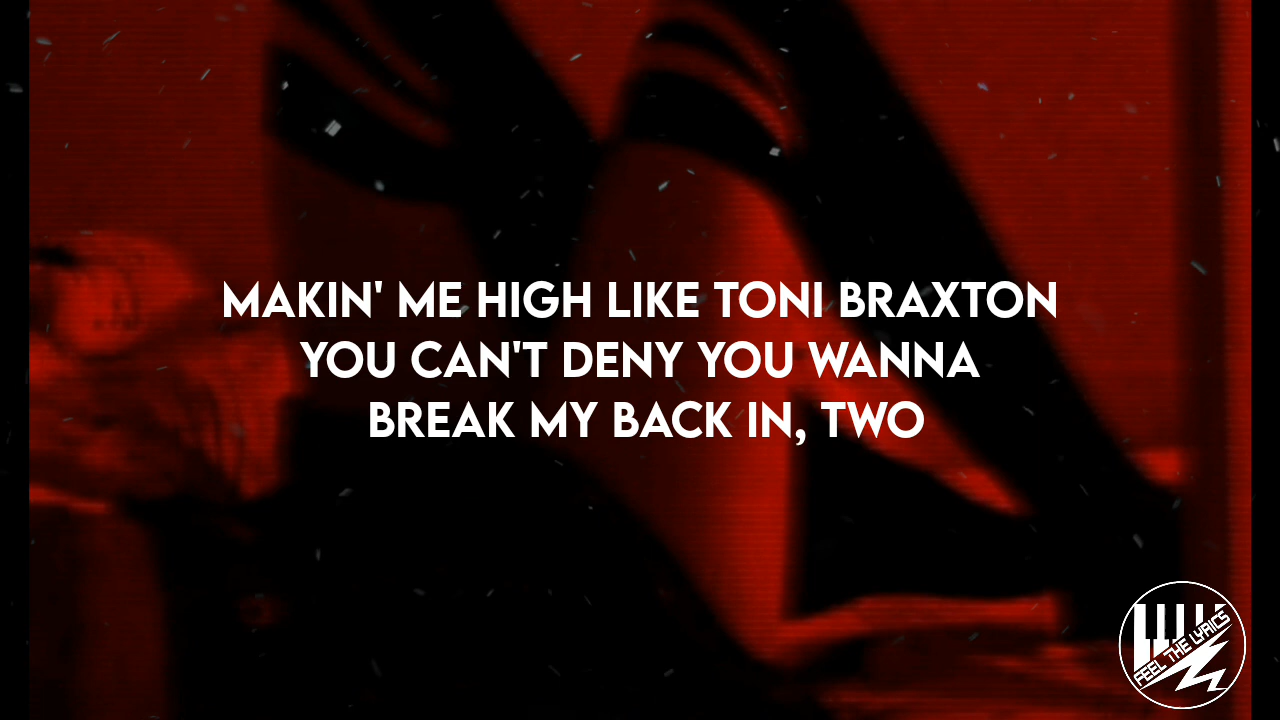 MAKIN' ME HIGH LIKE TONI BRAXTON
YOU CAN'T DENY YOU WANNA
BREAK MY BACK IN, TWO
FEEL THE LYRICS